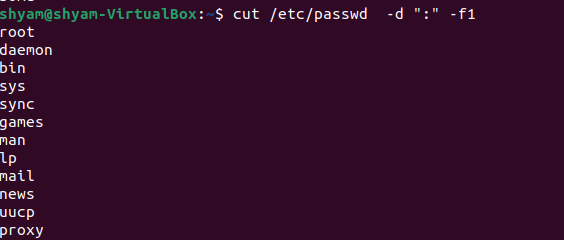 shyam@shyam-VirtualBox:~$ cut /etc/passwd  -d ":" -f1
root
daemon
bin
sys
sync
games
man
lp
mail
news
uucp
proxy